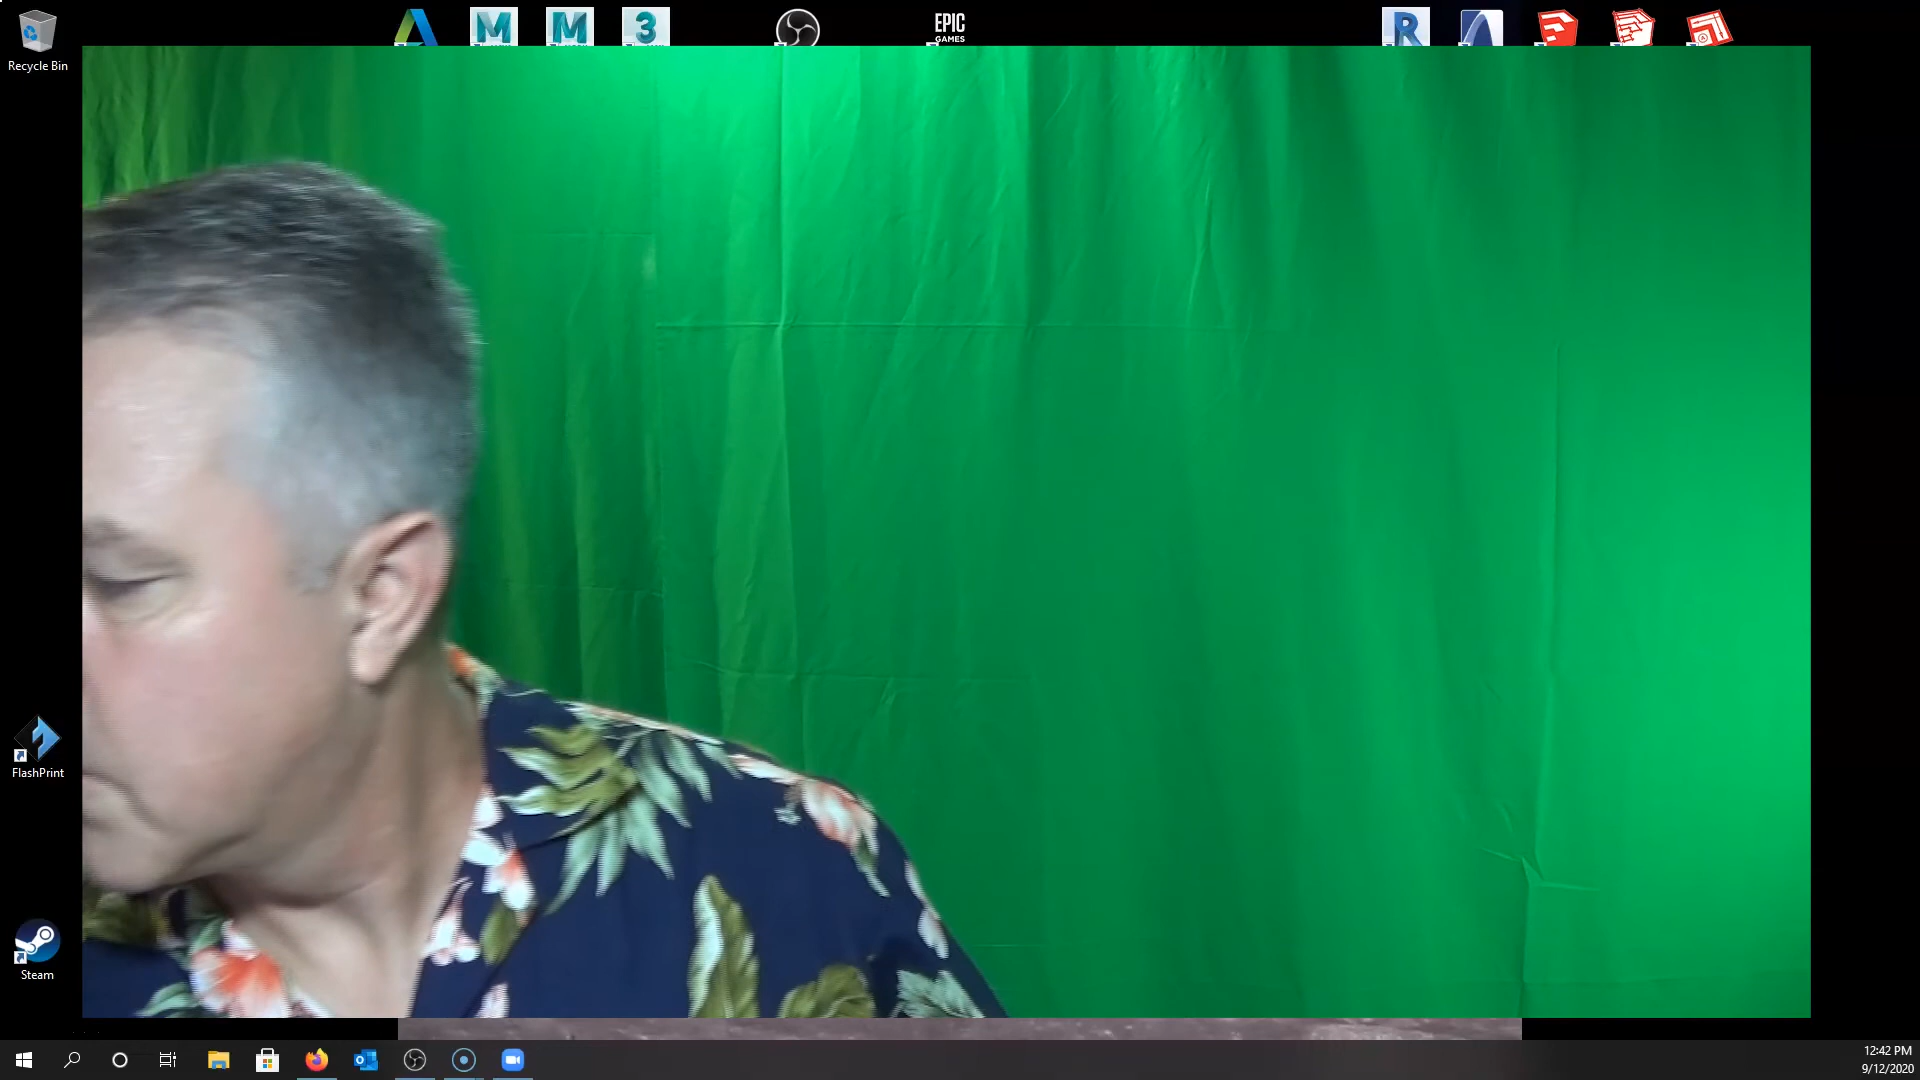 EPIC
GAMES
Recycle Bin
FlashPrint
Steam
12:42 PM
9/12/2020